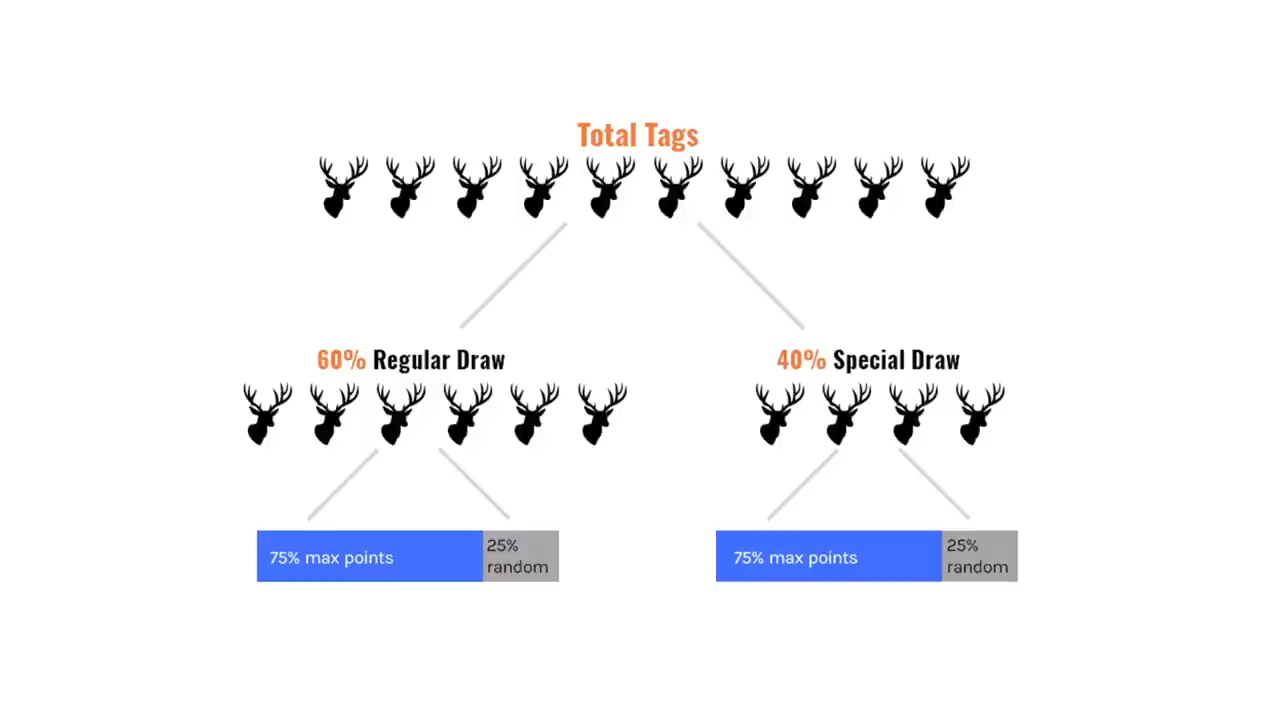 Total Tags
60% Regular Draw
40% Special Draw
75% max points
25%
random
75% max points
25%
random